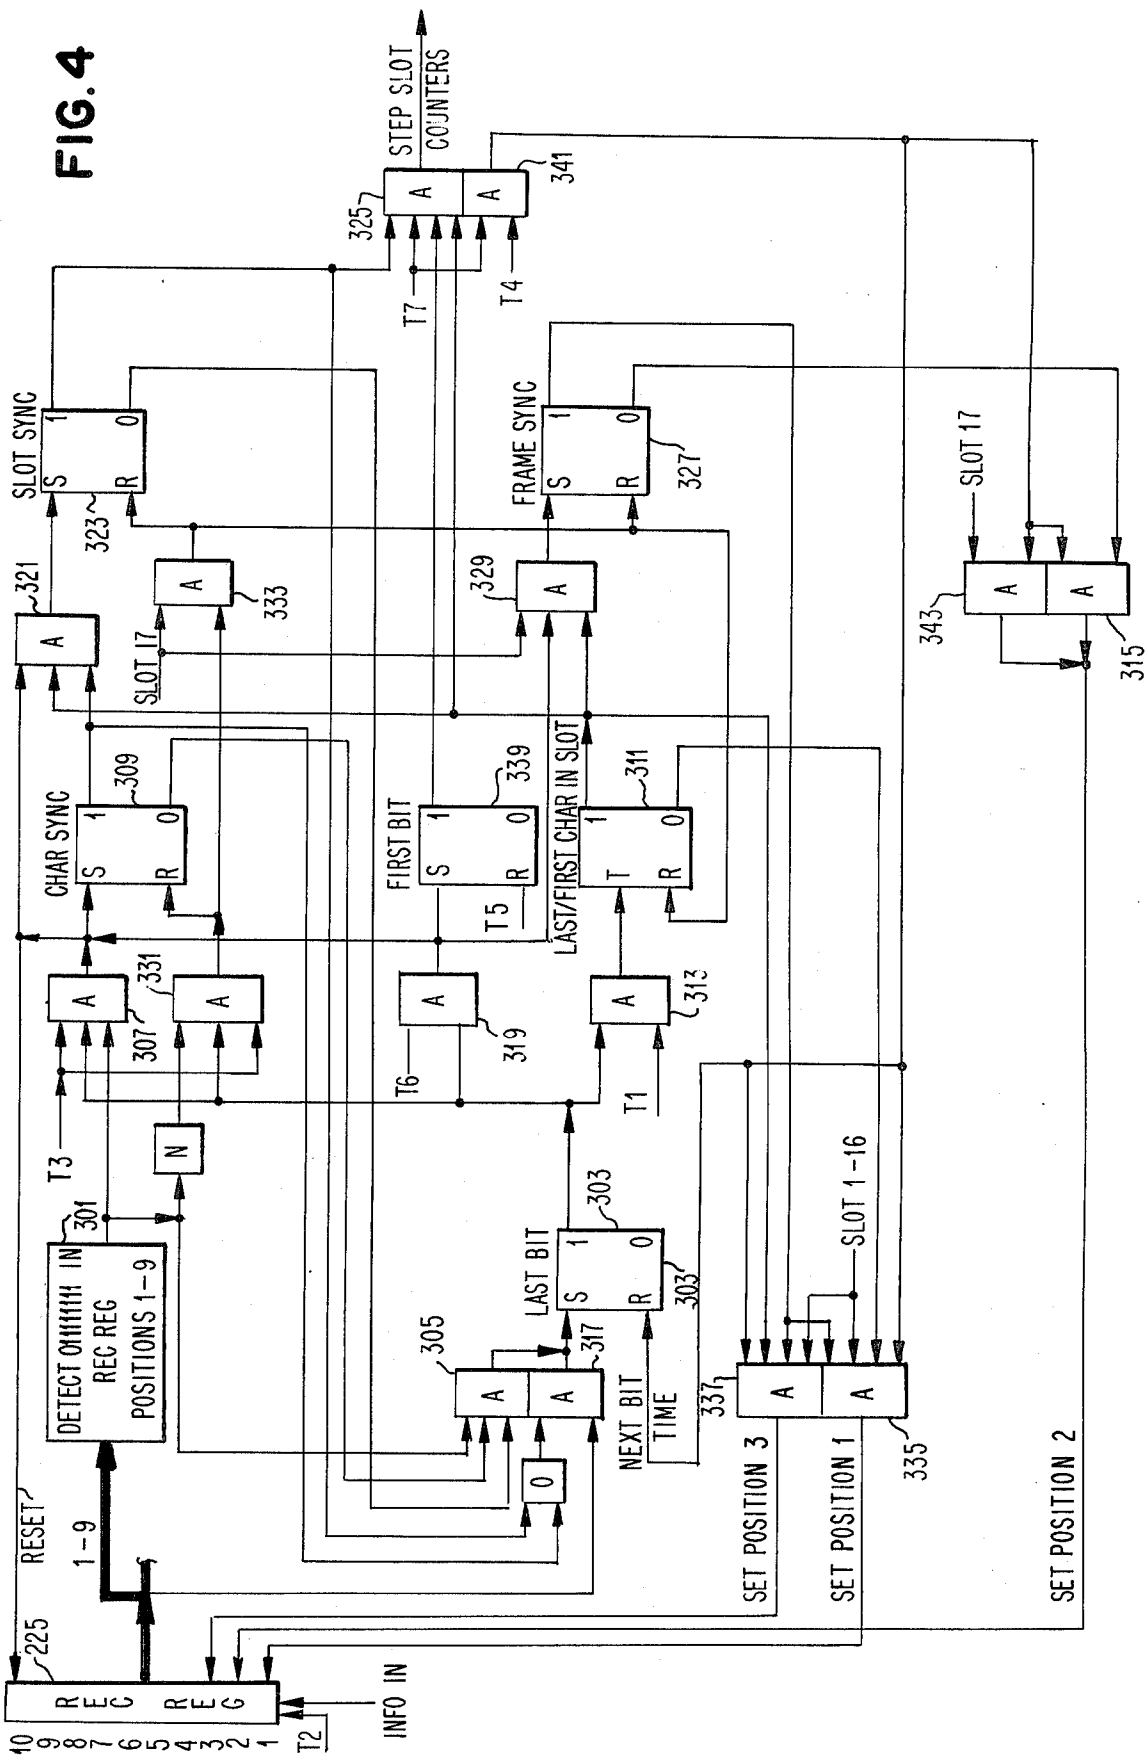 FIG. 4
10
9
8
7
6
5
4
3
2
1
REC REG
225
T2
INFO IN
RESET
1-9
DETECT 011111111 IN
REC REG
POSITIONS 1-9
301
T3
N
A
307
A
331
CHAR SYNC
S
1
R
0
309
A
321
SLOT SYNC
S
1
R
0
323
SLOT 17
A
333
STEP SLOT
COUNTERS
325
A
A
341
T7
T4
T6
A
319
FIRST BIT
S
1
R
0
339
T5
329
A
FRAME SYNC
S
1
R
0
327
305
A
A
317
0
LAST BIT
S
1
R
0
303
303
NEXT BIT
TIME
T1
A
313
LAST/FIRST CHAR IN SLOT
T
1
R
0
311
337
A
A
335
SLOT 1-16
SET POSITION 3
SET POSITION 1
SET POSITION 2
343
A
A
315
SLOT 17